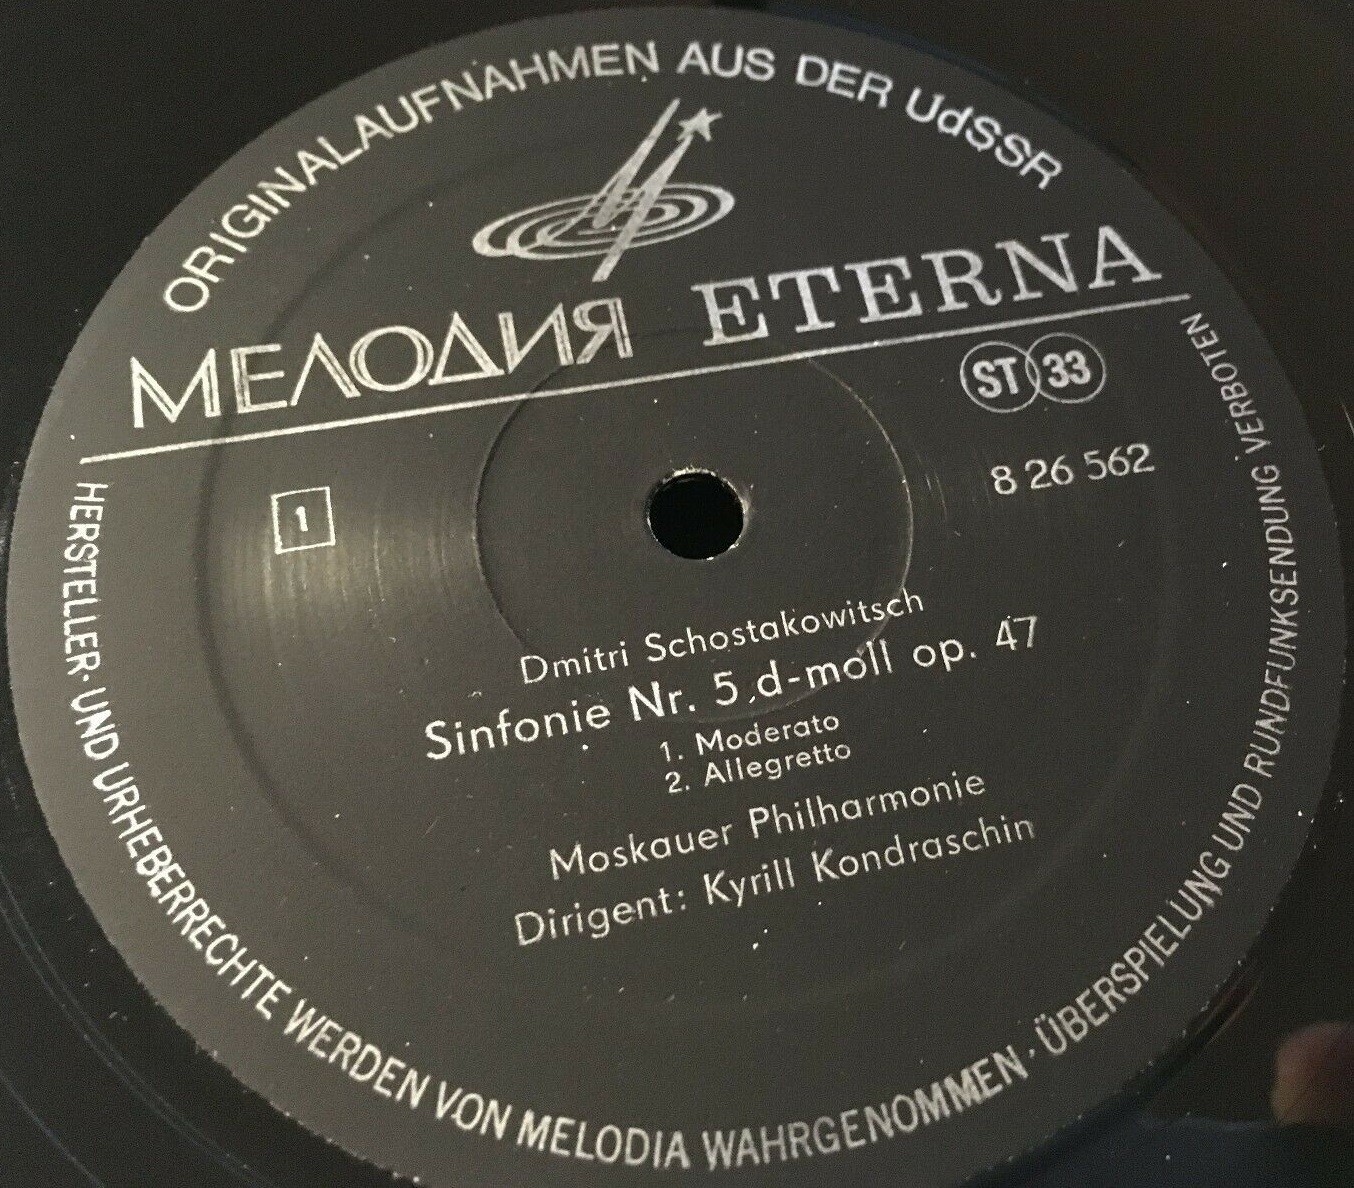 ORIGINALAUFNAHMEN AUS DER UdSSR
МЕЛОДИЯ ETERNA
ST 33
8 26 562
1
Dmitri Schostakowitsch
Sinfonie Nr. 5, d-moll op. 47
1. Moderato
2. Allegretto
Moskauer Philharmonie
Dirigent: Kyrill Kondraschin
HERSTELLER- UND URHEBERRECHTE WERDEN VON MELODIA WAHRGENOMMEN · ÜBERSPIELUNG UND RUNDFUNKSENDUNG VERBOTEN